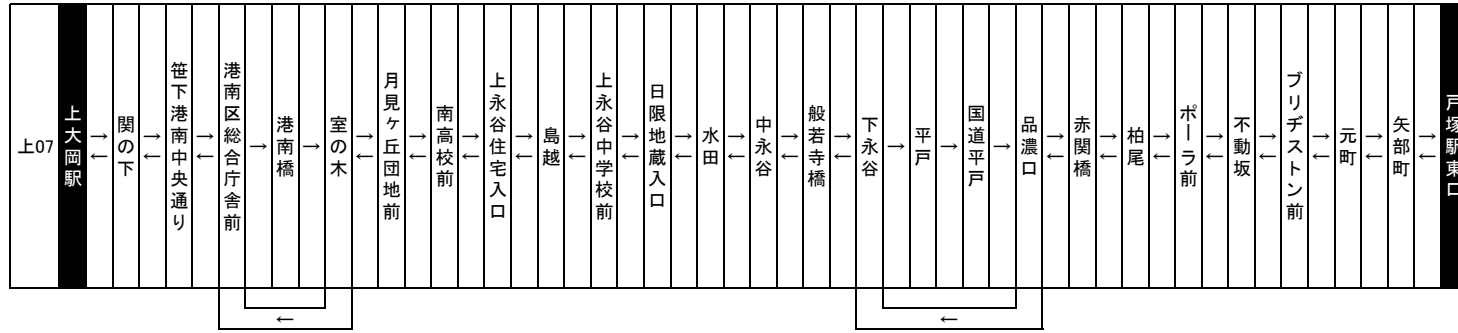 上07
上大岡駅
→
←
関の下
→
←
笹下港南中央通り
→
←
港南区総合庁舎前
→
港南橋
→
室の木
→
←
月見ヶ丘団地前
→
←
南高校前
→
←
上永谷住宅入口
→
←
島越
→
←
上永谷中学校前
→
←
日限地蔵入口
→
←
水田
→
←
中永谷
→
←
般若寺橋
→
←
下永谷
→
平戸
→
国道平戸
→
品濃口
→
←
赤関橋
→
←
柏尾
→
←
ポーラ前
→
←
不動坂
→
←
ブリヂストン前
→
←
元町
→
←
矢部町
→
←
戸塚駅東口
←
←